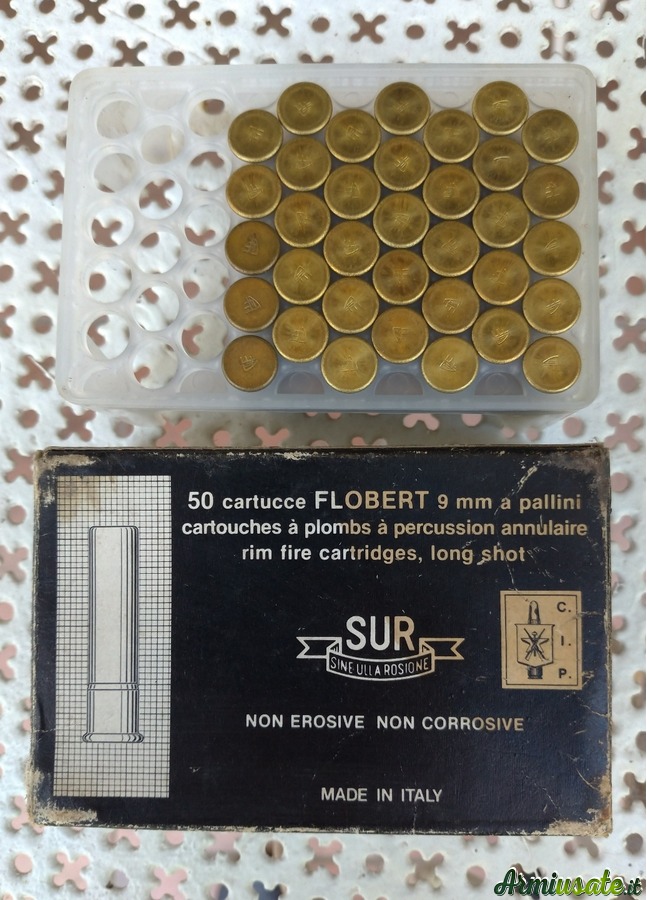 50 cartucce FLOBERT 9 mm a pallini
cartouches à plombs à percussion annulaire
rim fire cartridges, long shot
SUR
SINE ULLA ROSIONE
C.
I.
P.
NON EROSIVE NON CORROSIVE
MADE IN ITALY
Armiusate.it